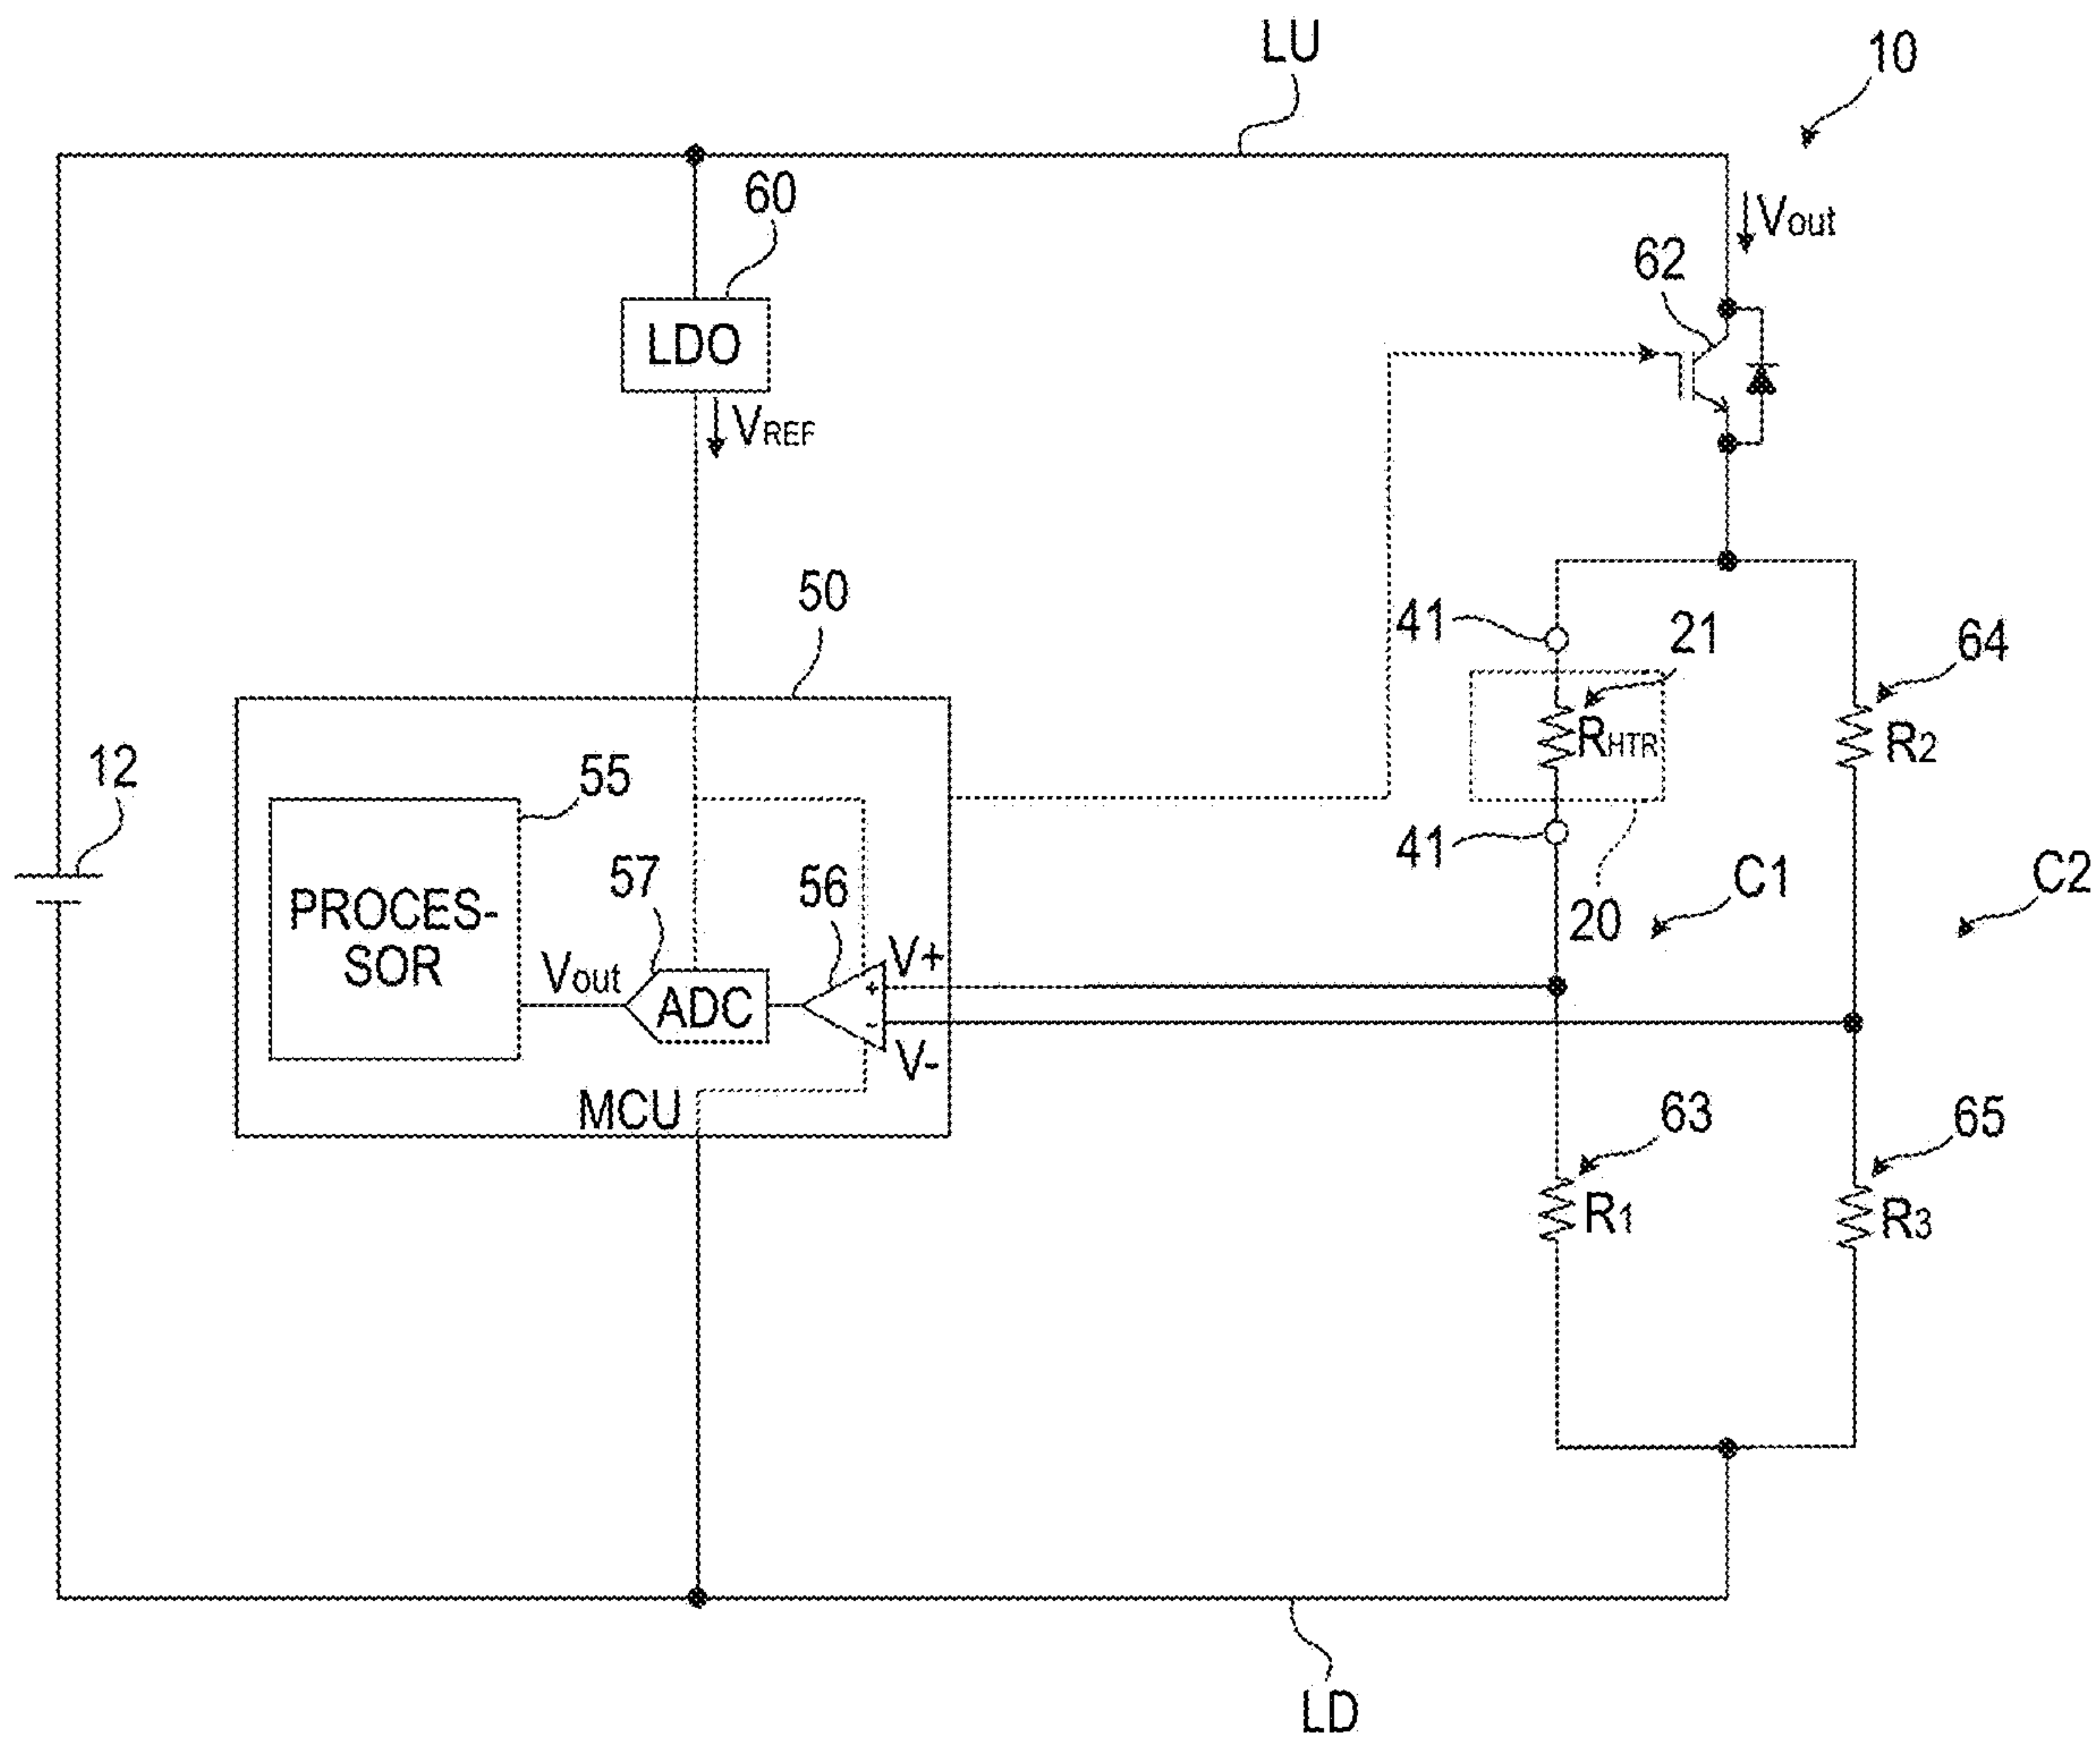 LU
10
60
Vout
62
LDO
VREF
50
41
21
64
RHTR
R2
12
55
41
57
56
C1
C2
PROCES-
SOR
20
V+
Vout
ADC
+
-
V-
MCU
63
65
R1
R3
LD